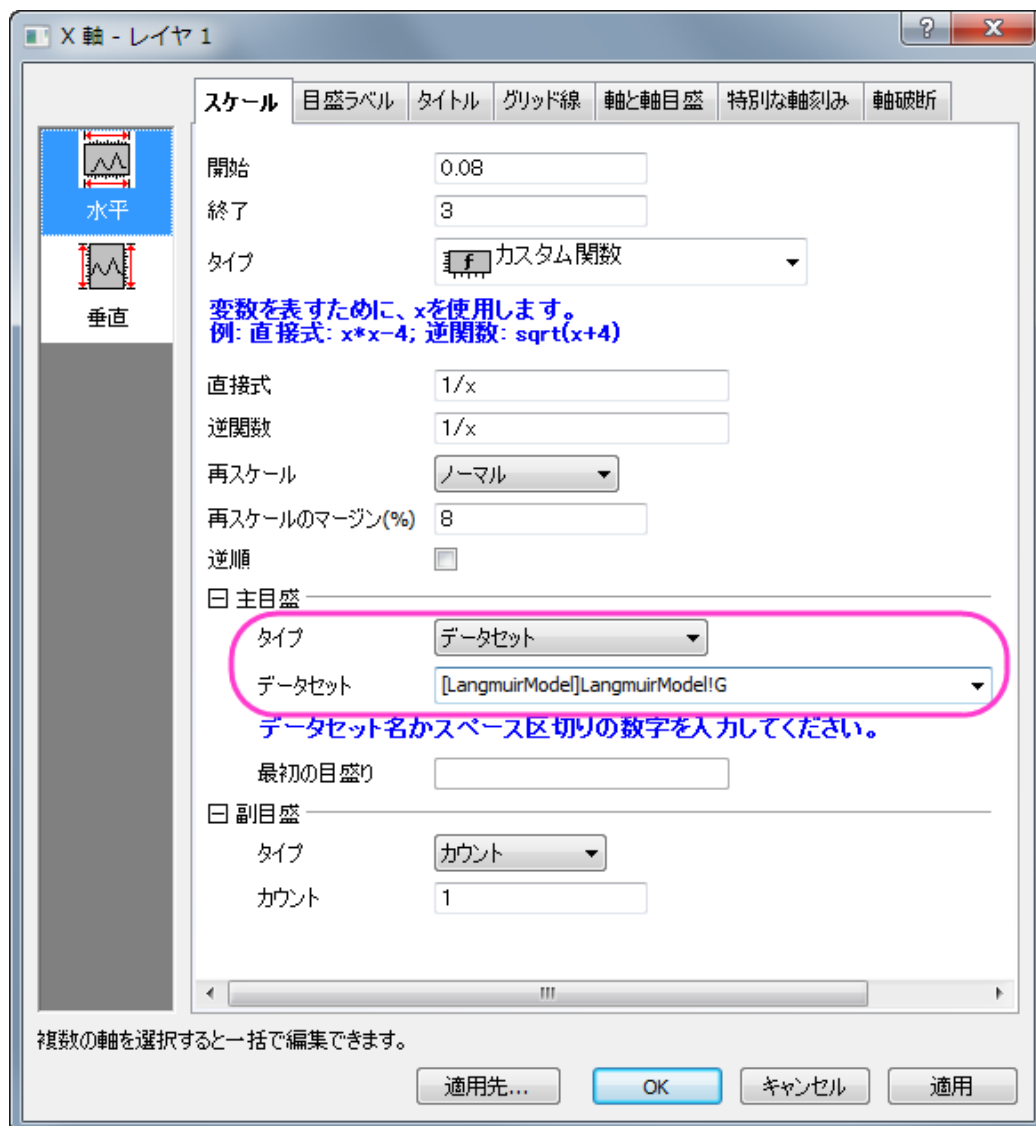 X 軸 - レイヤ 1
スケール 目盛ラベル タイトル グリッド線 軸と軸目盛 特別な軸刻み 軸破断
水平
垂直
開始 0.08
終了 3
タイプ カスタム関数
変数を表すために、xを使用します。
例: 直接式: x*x-4; 逆関数: sqrt(x+4)
直接式 1/x
逆関数 1/x
再スケール ノーマル
再スケールのマージン(%) 8
逆順
主目盛
タイプ データセット
データセット [LangmuirModel]LangmuirModel!G
データセット名かスペース区切りの数字を入力してください。
最初の目盛り
副目盛
タイプ カウント
カウント 1
複数の軸を選択すると一括で編集できます。
適用先... OK キャンセル 適用